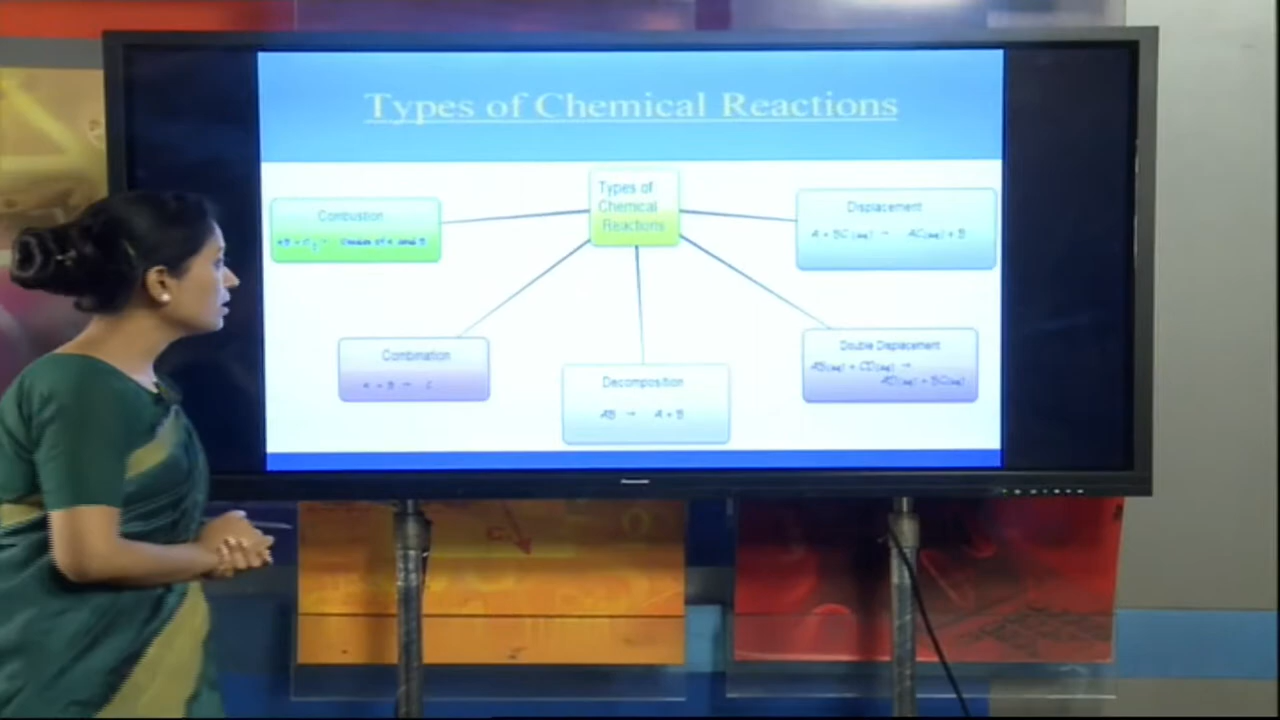 Types of Chemical Reactions
Types of
Chemical
Reactions
Combustion
Displacement
A + BC(aq) → AC(aq) + B
Combination
A + B → C
Decomposition
AB → A + B
Double Displacement
AB(aq) + CD(aq) →
AD(aq) + BC(aq)
Panasonic